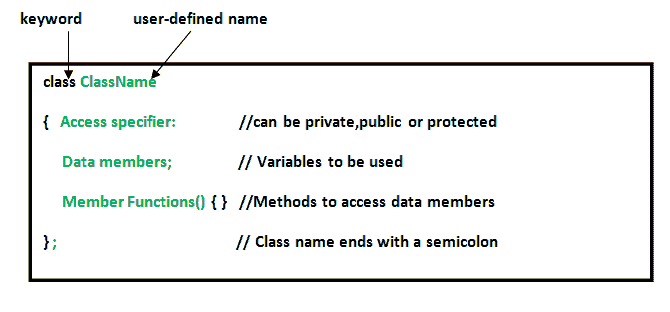 keyword user-defined name
class ClassName
{ Access specifier: //can be private,public or protected
Data members; // Variables to be used
Member Functions() { } //Methods to access data members
}; // Class name ends with a semicolon